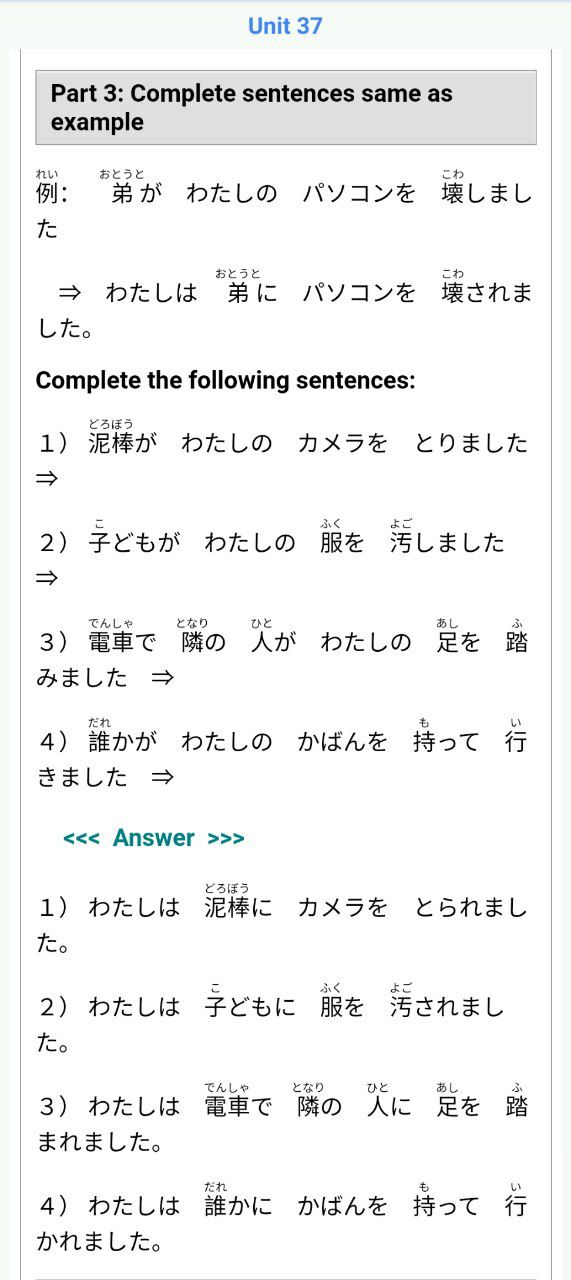 Unit 37
Part 3: Complete sentences same as
example
れい おとうと こわ
例: 弟が わたしの パソコンを 壊しまし
た
おとうと こわ
⇒ わたしは 弟に パソコンを 壊されま
した。
Complete the following sentences:
どろぼう
1) 泥棒が わたしの カメラを とりました
⇒
こ ふく よご
2) 子どもが わたしの 服を 汚しました
⇒
でんしゃ となり ひと あし ふ
3) 電車で 隣の 人が わたしの 足を 踏
みました ⇒
だれ も い
4) 誰かが わたしの かばんを 持って 行
きました ⇒
<<< Answer >>>
どろぼう
1) わたしは 泥棒に カメラを とられまし
た。
こ ふく よご
2) わたしは 子どもに 服を 汚されまし
た。
でんしゃ となり ひと あし ふ
3) わたしは 電車で 隣の 人に 足を 踏
まれました。
だれ も い
4) わたしは 誰かに かばんを 持って 行
かれました。